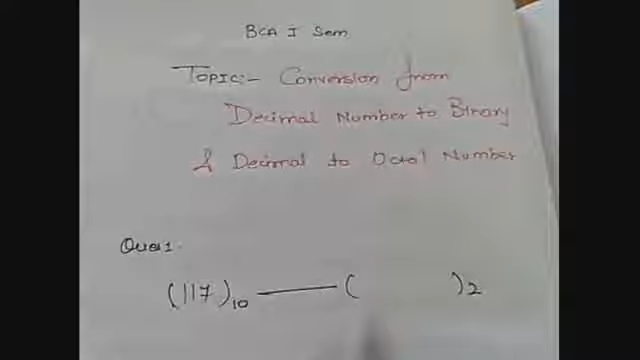 BCA I Sem
Topic:- Conversion from
Decimal Number to Binary
& Decimal to Octal Number
Ques1.
(117)10 —— ( )2